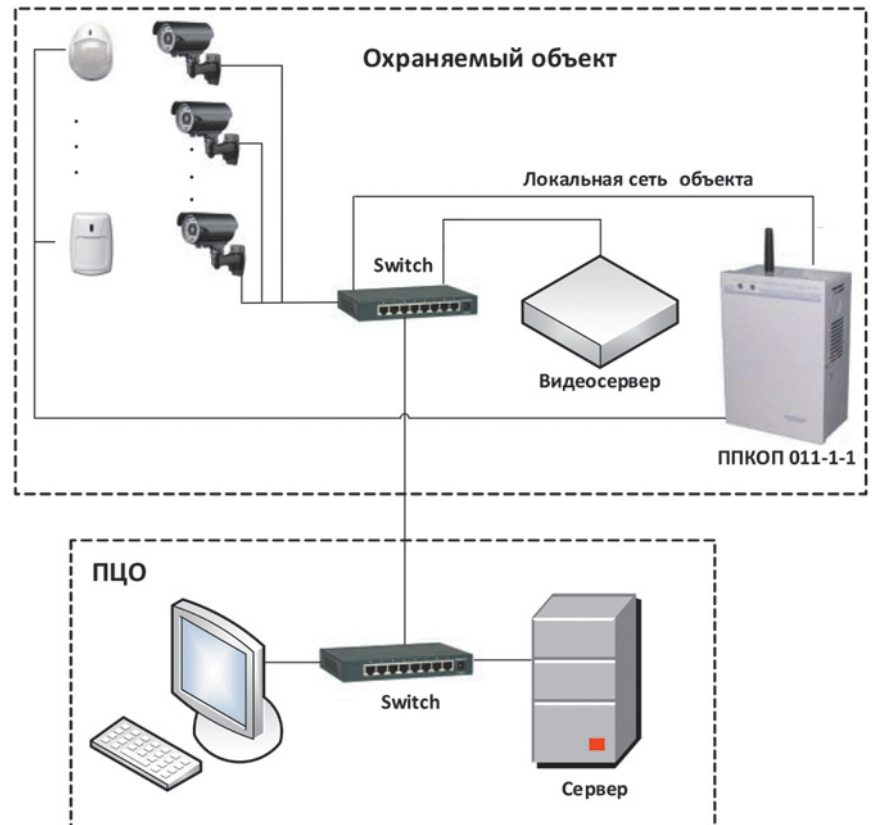 Охраняемый объект
Локальная сеть объекта
Switch
Видеосервер
ППКОП 011-1-1
ПЦО
Switch
Сервер